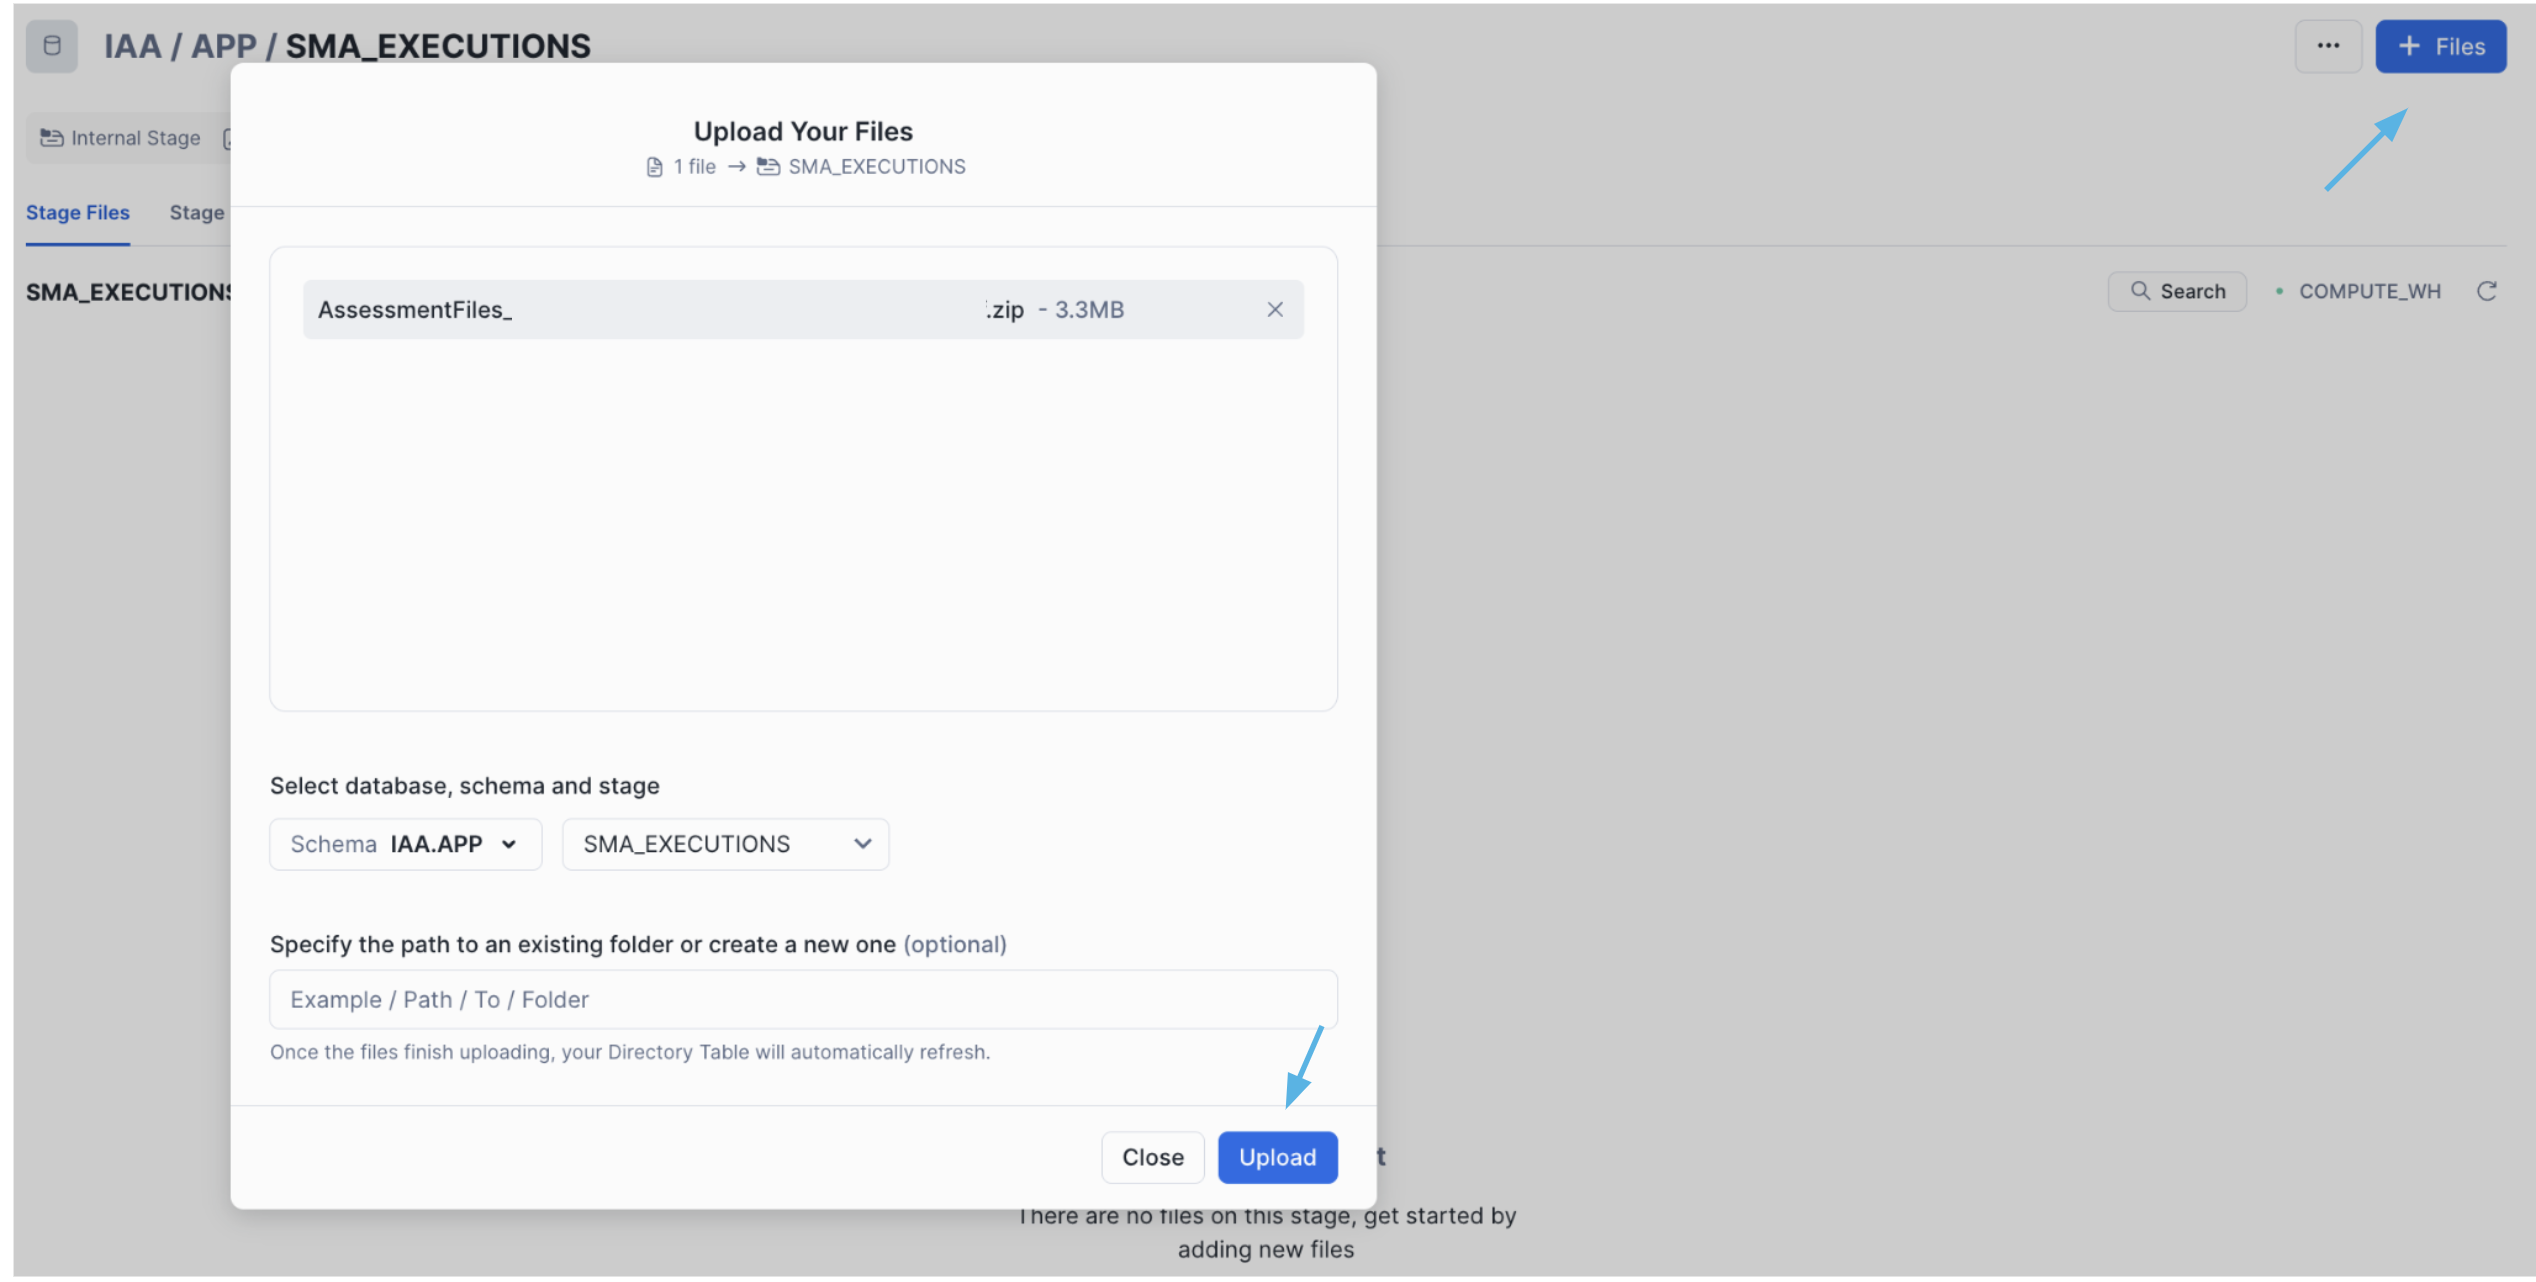 IAA / APP / SMA_EXECUTIONS
... + Files
Internal Stage
Stage Files Stage
SMA_EXECUTIONS
Search COMPUTE_WH
Upload Your Files
1 file → SMA_EXECUTIONS
AssessmentFiles_ .zip - 3.3MB
Select database, schema and stage
Schema IAA.APP SMA_EXECUTIONS
Specify the path to an existing folder or create a new one (optional)
Example / Path / To / Folder
Once the files finish uploading, your Directory Table will automatically refresh.
Close Upload
There are no files on this stage, get started by
adding new files